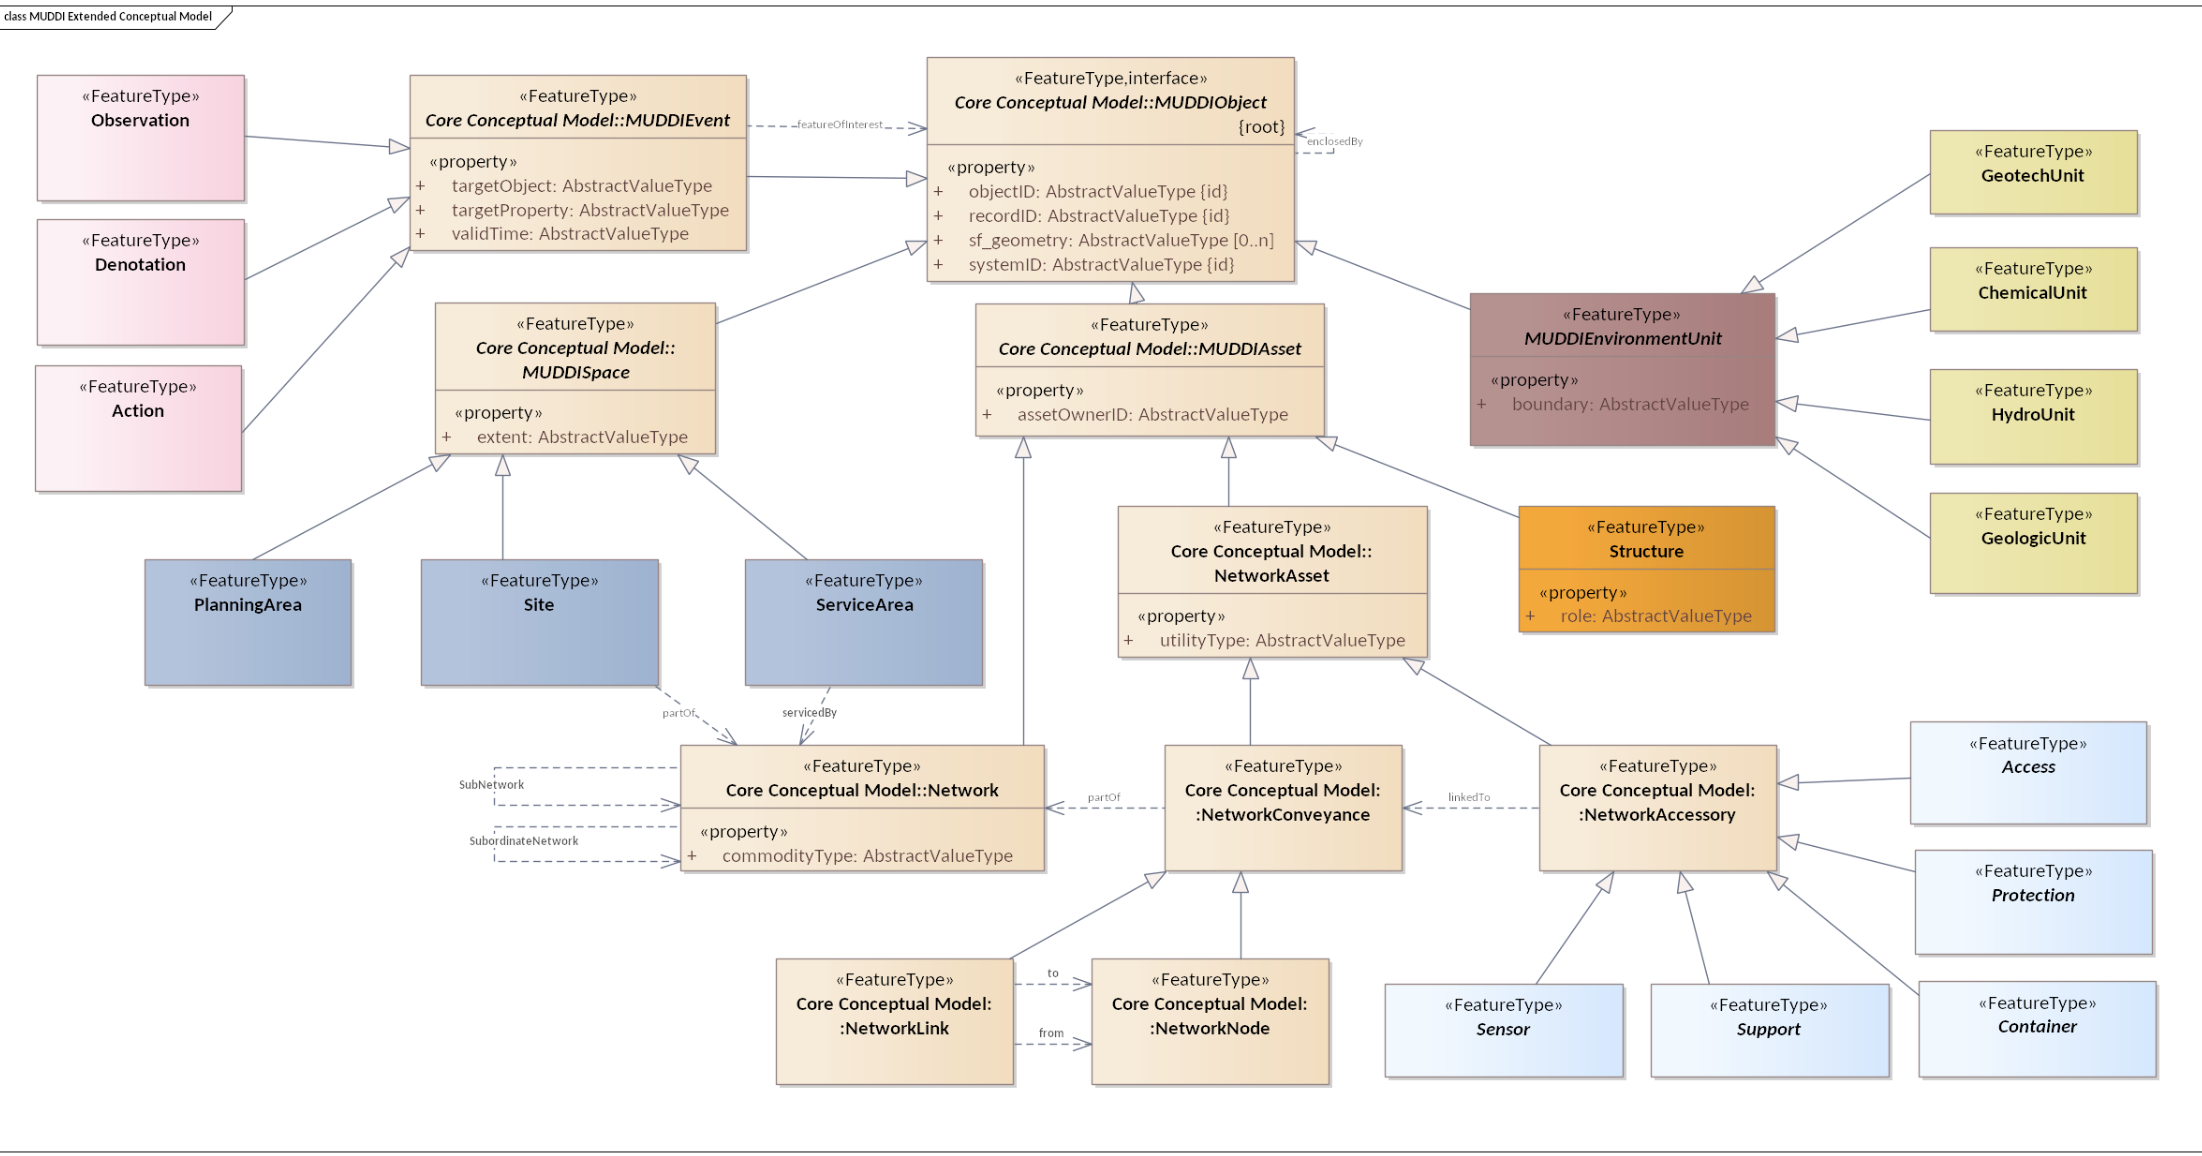 class MUDDI Extended Conceptual Model
«FeatureType»
Observation
«FeatureType»
Denotation
«FeatureType»
Action
«FeatureType»
Core Conceptual Model::MUDDIEvent
«property»
+ targetObject: AbstractValueType
+ targetProperty: AbstractValueType
+ validTime: AbstractValueType
featureOfInterest
«FeatureType,interface»
Core Conceptual Model::MUDDIObject
{root}
«property»
+ objectID: AbstractValueType {id}
+ recordID: AbstractValueType {id}
+ sf_geometry: AbstractValueType [0..n]
+ systemID: AbstractValueType {id}
enclosedBy
«FeatureType»
Core Conceptual Model::
MUDDISpace
«property»
+ extent: AbstractValueType
«FeatureType»
Core Conceptual Model::MUDDIAsset
«property»
+ assetOwnerID: AbstractValueType
«FeatureType»
MUDDIEnvironmentUnit
«property»
+ boundary: AbstractValueType
«FeatureType»
GeotechUnit
«FeatureType»
ChemicalUnit
«FeatureType»
HydroUnit
«FeatureType»
GeologicUnit
«FeatureType»
PlanningArea
«FeatureType»
Site
«FeatureType»
ServiceArea
«FeatureType»
Core Conceptual Model::
NetworkAsset
«property»
+ utilityType: AbstractValueType
«FeatureType»
Structure
«property»
+ role: AbstractValueType
partOf
servicedBy
SubNetwork
SubordinateNetwork
«FeatureType»
Core Conceptual Model::Network
«property»
+ commodityType: AbstractValueType
partOf
«FeatureType»
Core Conceptual Model:
:NetworkConveyance
linkedTo
«FeatureType»
Core Conceptual Model:
:NetworkAccessory
«FeatureType»
Access
«FeatureType»
Protection
«FeatureType»
Core Conceptual Model:
:NetworkLink
to
from
«FeatureType»
Core Conceptual Model:
:NetworkNode
«FeatureType»
Sensor
«FeatureType»
Support
«FeatureType»
Container